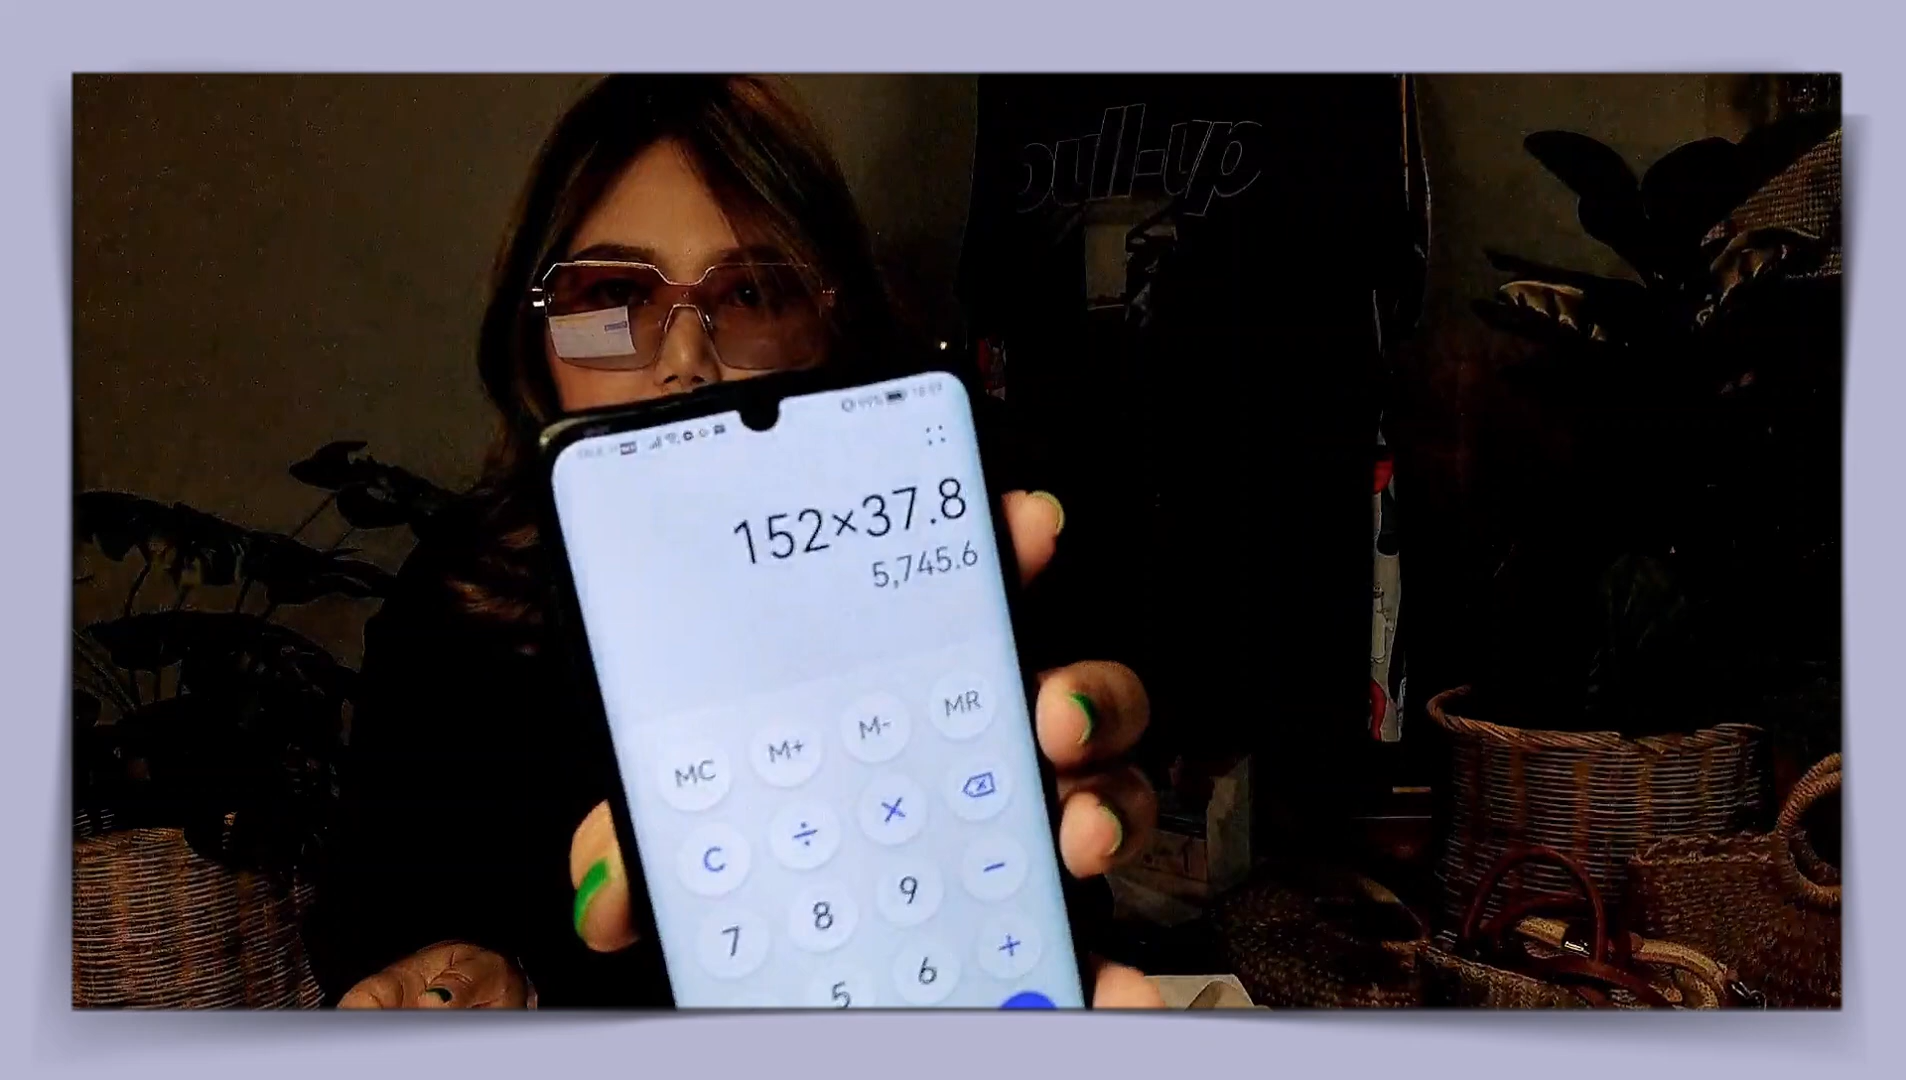 pull-up
152×37.8
5,745.6
MC M+ M- MR
C ÷ ×
7 8 9 −
5 6 +